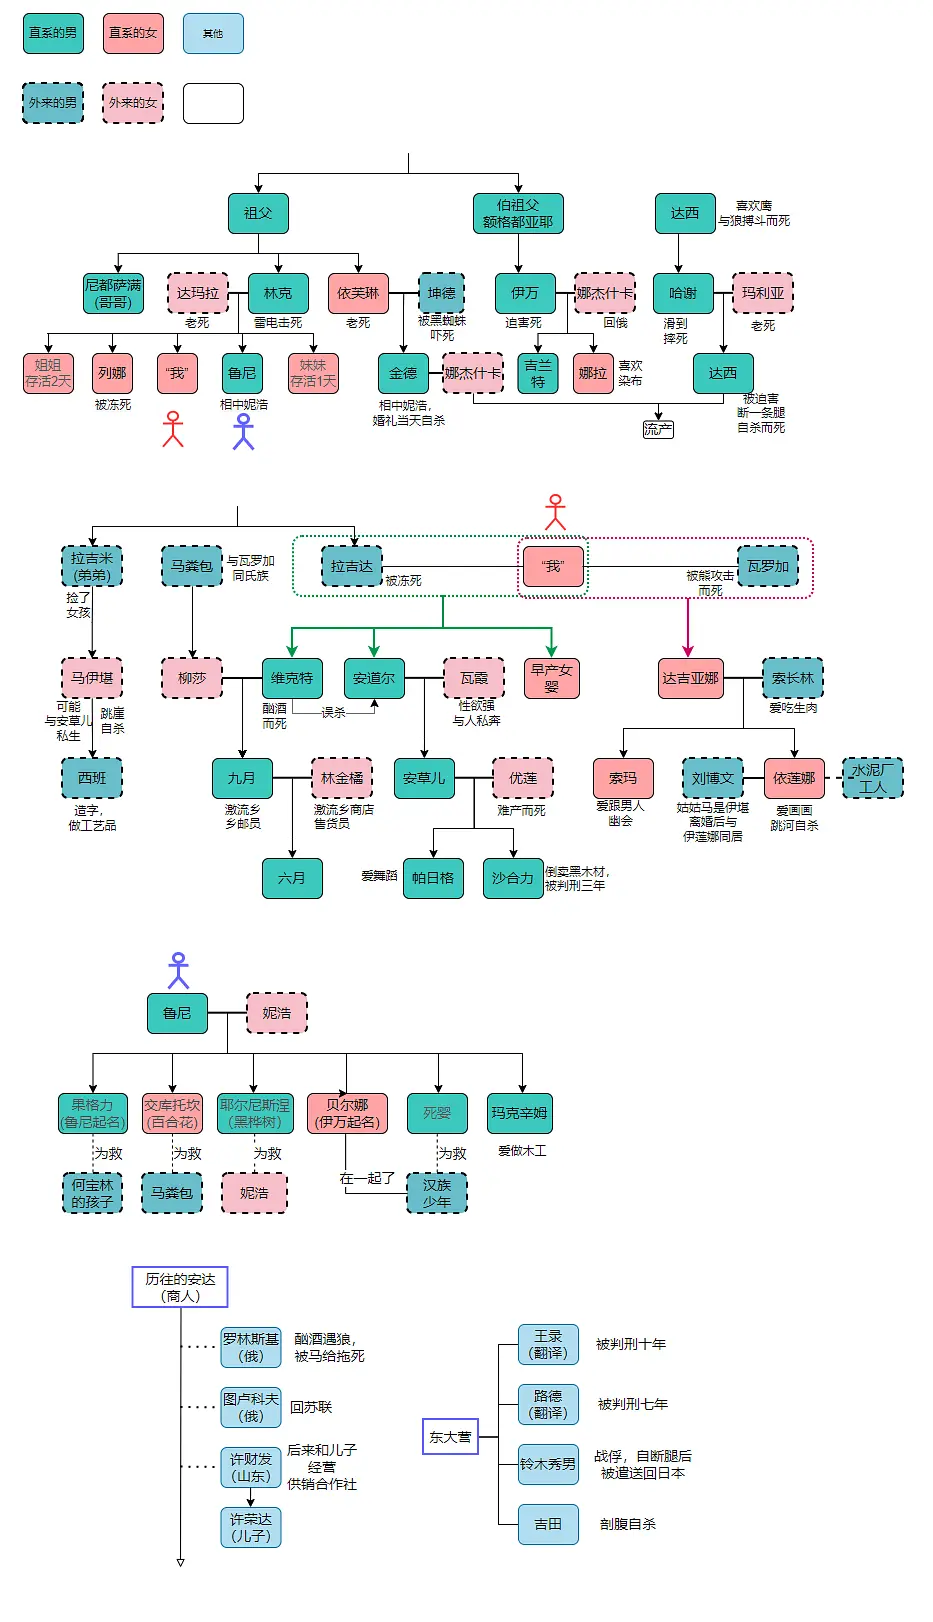 直系的男
直系的女
其他
外来的男
外来的女
祖父
伯祖父
额格都亚耶
达西
喜欢鹰
与狼搏斗而死
尼都萨满
(哥哥)
达玛拉
林克
依芙琳
坤德
伊万
娜杰什卡
哈谢
玛利亚
老死
雷电击死
老死
被黑蜘蛛
吓死
迫害死
回俄
滑到
摔死
老死
姐姐
存活2天
列娜
“我”
鲁尼
妹妹
存活1天
金德
娜杰什卡
吉兰
特
娜拉
喜欢
染布
达西
被冻死
相中妮浩
相中妮浩，
婚礼当天自杀
流产
被迫害
断一条腿
自杀而死
拉吉米
(弟弟)
马粪包
与瓦罗加
同氏族
拉吉达
“我”
瓦罗加
被冻死
被熊攻击
而死
捡了
女孩
马伊堪
柳莎
维克特
安道尔
瓦霞
早产女
婴
达吉亚娜
索长林
可能
与安草儿
私生
跳崖
自杀
酗酒
而死
误杀
性欲强
与人私奔
爱吃生肉
西班
九月
林金橘
安草儿
优莲
索玛
刘博文
依莲娜
水泥厂
工人
造字，
做工艺品
激流乡
乡邮员
激流乡商店
售货员
难产而死
爱跟男人
幽会
姑姑马是伊堪
离婚后与
伊莲娜同居
爱画画
跳河自杀
六月
爱舞蹈
帕日格
沙合力
倒卖黑木材，
被判刑三年
鲁尼
妮浩
果格力
(鲁尼起名)
交库托坎
(百合花)
耶尔尼斯涅
(黑桦树)
贝尔娜
(伊万起名)
死婴
玛克辛姆
为救
为救
为救
为救
爱做木工
何宝林
的孩子
马粪包
妮浩
在一起了
汉族
少年
历往的安达
（商人）
罗林斯基
（俄）
酗酒遇狼，
被马给拖死
图卢科夫
（俄）
回苏联
许财发
（山东）
后来和儿子
经营
供销合作社
许荣达
（儿子）
东大营
王录
（翻译）
被判刑十年
路德
（翻译）
被判刑七年
铃木秀男
战俘，自断腿后
被遣送回日本
吉田
剖腹自杀